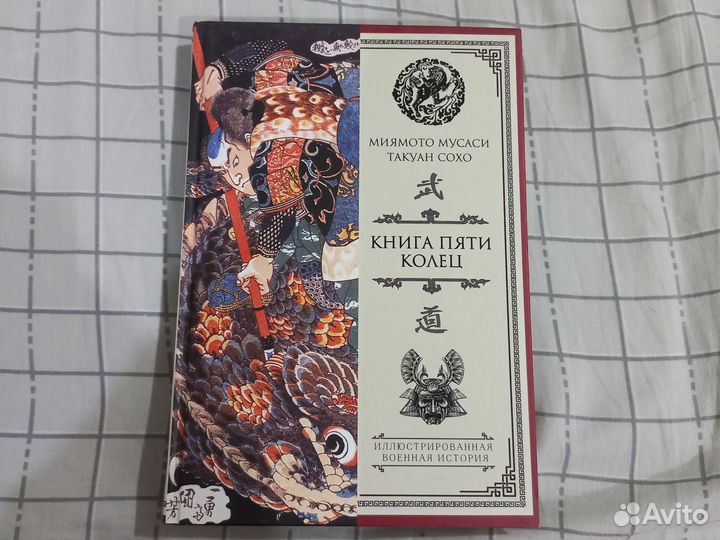 МИЯМОТО МУСАСИ
ТАКУАН СОХО
武
КНИГА ПЯТИ
КОЛЕЦ
道
ИЛЛЮСТРИРОВАННАЯ
ВОЕННАЯ ИСТОРИЯ
Avito